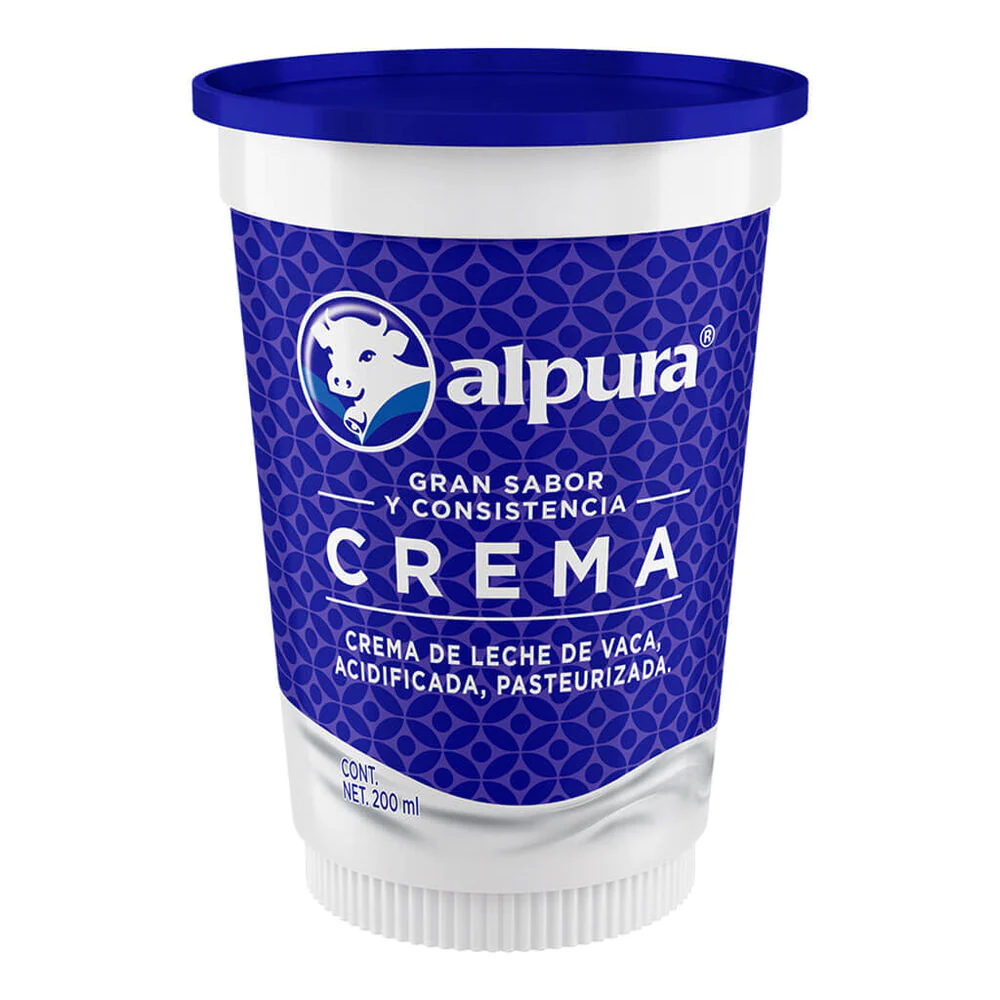 alpura®
GRAN SABOR
Y CONSISTENCIA
CREMA
CREMA DE LECHE DE VACA,
ACIDIFICADA, PASTEURIZADA.
CONT.
NET. 200 ml